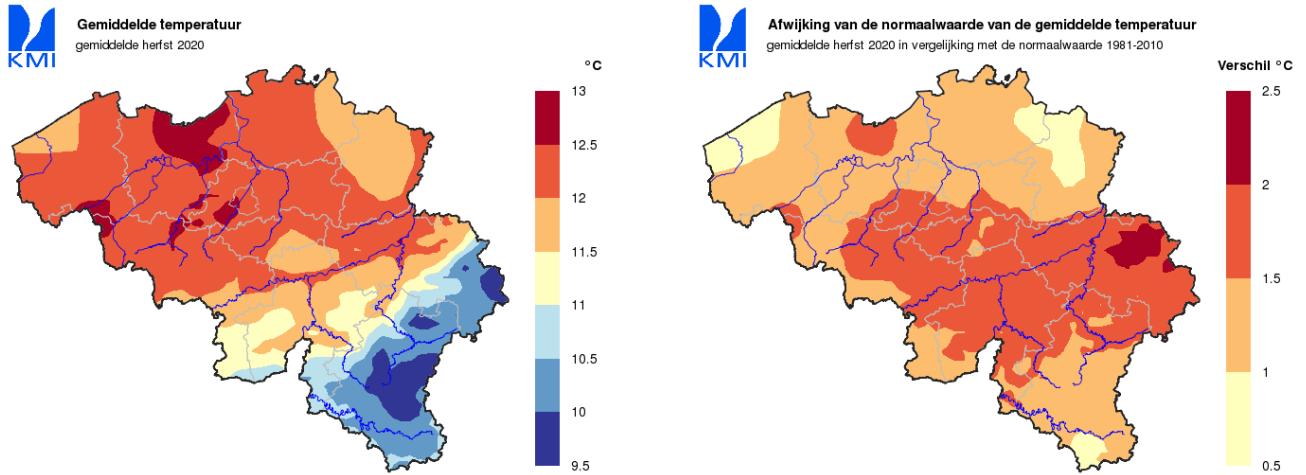 KMI
Gemiddelde temperatuur
gemiddelde herfst 2020
°C
13
12.5
12
11.5
11
10.5
10
9.5
KMI
Afwijking van de normaalwaarde van de gemiddelde temperatuur
gemiddelde herfst 2020 in vergelijking met de normaalwaarde 1981-2010
Verschil °C
2.5
2
1.5
1
0.5